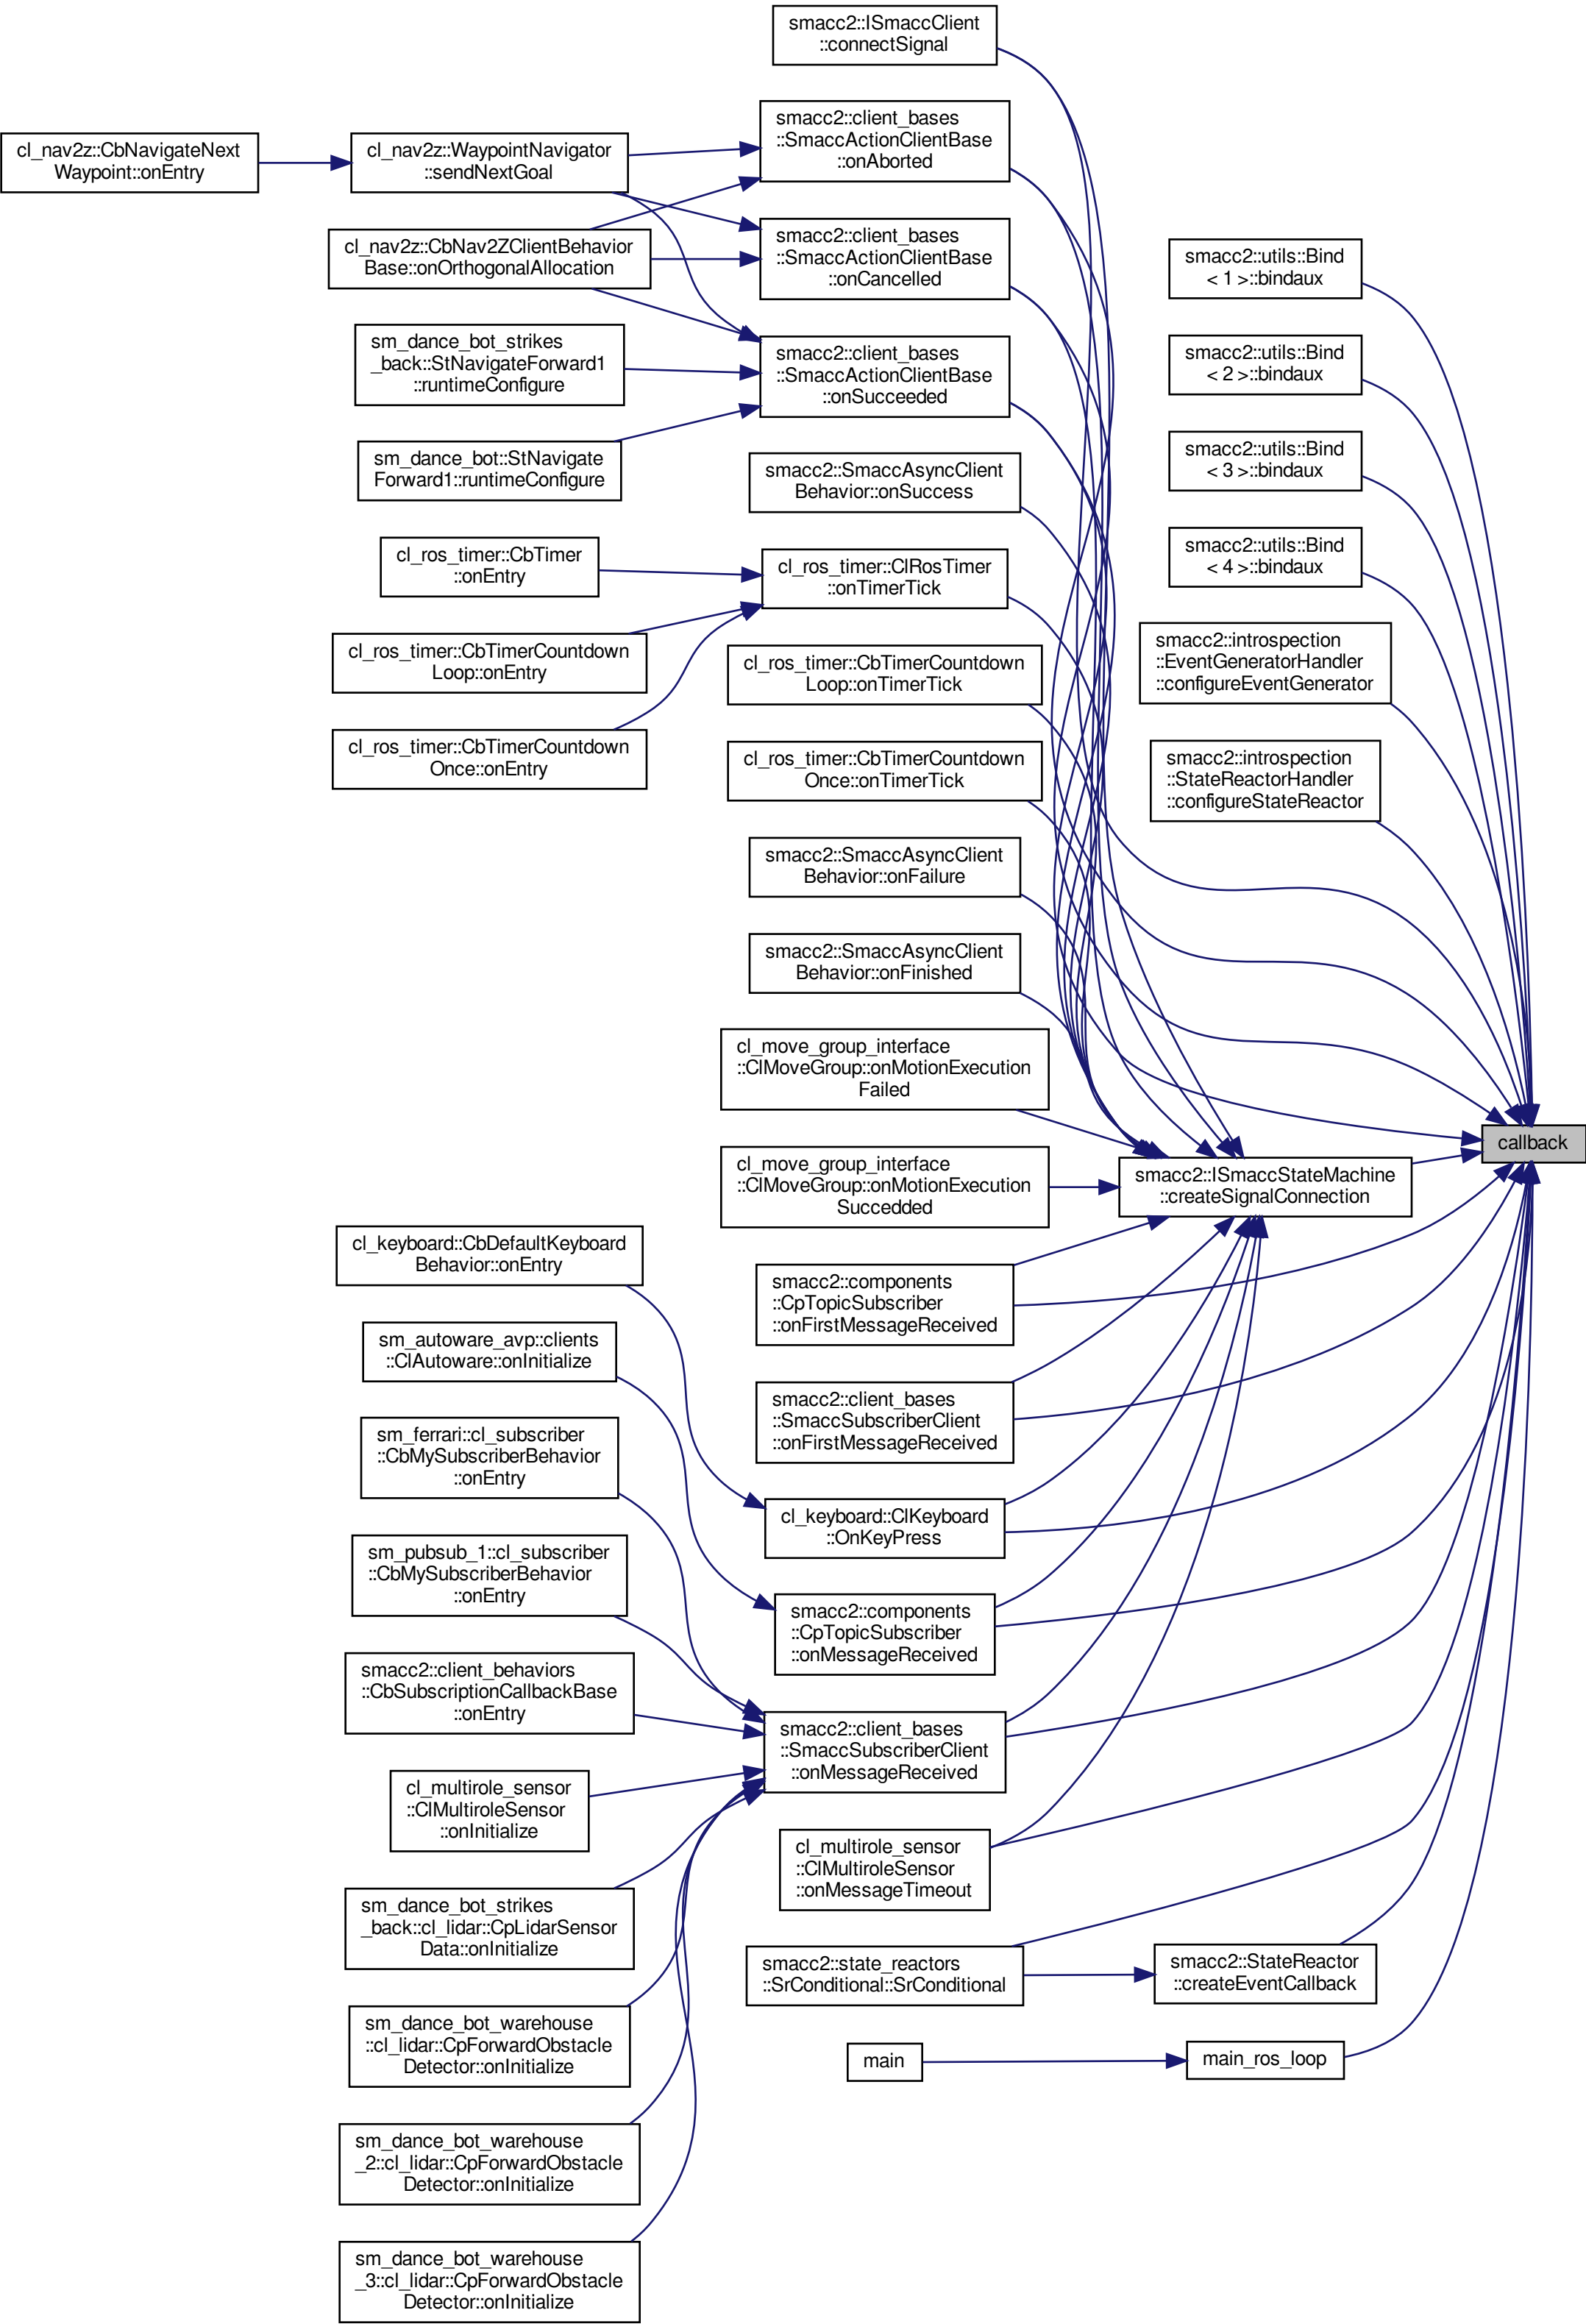 smacc2::ISmaccClient
::connectSignal
smacc2::client_bases
::SmaccActionClientBase
::onAborted
cl_nav2z::CbNavigateNext
Waypoint::onEntry
cl_nav2z::WaypointNavigator
::sendNextGoal
smacc2::client_bases
::SmaccActionClientBase
::onCancelled
cl_nav2z::CbNav2ZClientBehavior
Base::onOrthogonalAllocation
smacc2::utils::Bind
< 1 >::bindaux
sm_dance_bot_strikes
_back::StNavigateForward1
::runtimeConfigure
smacc2::client_bases
::SmaccActionClientBase
::onSucceeded
smacc2::utils::Bind
< 2 >::bindaux
sm_dance_bot::StNavigate
Forward1::runtimeConfigure
smacc2::SmaccAsyncClient
Behavior::onSuccess
smacc2::utils::Bind
< 3 >::bindaux
cl_ros_timer::CbTimer
::onEntry
cl_ros_timer::ClRosTimer
::onTimerTick
smacc2::utils::Bind
< 4 >::bindaux
cl_ros_timer::CbTimerCountdown
Loop::onEntry
cl_ros_timer::CbTimerCountdown
Loop::onTimerTick
smacc2::introspection
::EventGeneratorHandler
::configureEventGenerator
cl_ros_timer::CbTimerCountdown
Once::onEntry
cl_ros_timer::CbTimerCountdown
Once::onTimerTick
smacc2::introspection
::StateReactorHandler
::configureStateReactor
smacc2::SmaccAsyncClient
Behavior::onFailure
smacc2::SmaccAsyncClient
Behavior::onFinished
cl_move_group_interface
::ClMoveGroup::onMotionExecution
Failed
callback
cl_move_group_interface
::ClMoveGroup::onMotionExecution
Succedded
smacc2::ISmaccStateMachine
::createSignalConnection
cl_keyboard::CbDefaultKeyboard
Behavior::onEntry
smacc2::components
::CpTopicSubscriber
::onFirstMessageReceived
sm_autoware_avp::clients
::ClAutoware::onInitialize
smacc2::client_bases
::SmaccSubscriberClient
::onFirstMessageReceived
sm_ferrari::cl_subscriber
::CbMySubscriberBehavior
::onEntry
cl_keyboard::ClKeyboard
::OnKeyPress
sm_pubsub_1::cl_subscriber
::CbMySubscriberBehavior
::onEntry
smacc2::components
::CpTopicSubscriber
::onMessageReceived
smacc2::client_behaviors
::CbSubscriptionCallbackBase
::onEntry
smacc2::client_bases
::SmaccSubscriberClient
::onMessageReceived
cl_multirole_sensor
::ClMultiroleSensor
::onInitialize
cl_multirole_sensor
::ClMultiroleSensor
::onMessageTimeout
sm_dance_bot_strikes
_back::cl_lidar::CpLidarSensor
Data::onInitialize
smacc2::state_reactors
::SrConditional::SrConditional
smacc2::StateReactor
::createEventCallback
sm_dance_bot_warehouse
::cl_lidar::CpForwardObstacle
Detector::onInitialize
main
main_ros_loop
sm_dance_bot_warehouse
_2::cl_lidar::CpForwardObstacle
Detector::onInitialize
sm_dance_bot_warehouse
_3::cl_lidar::CpForwardObstacle
Detector::onInitialize